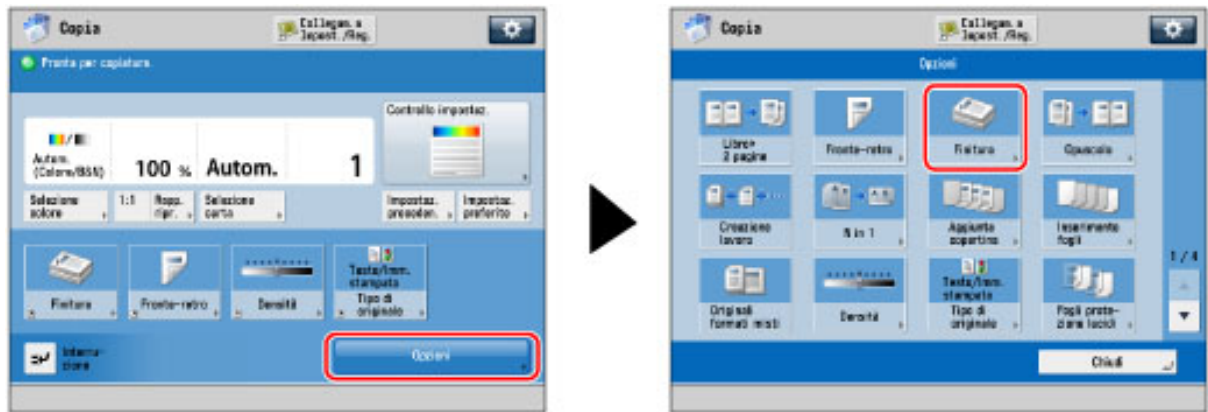 Copia
Collegam. a
Impost./Reg.
Pronta per copiatura.
Controllo impostaz.
Autom.
(Colore/B&N)
100 %
Autom.
1
Selezione
colore
1:1
Rapp.
ripr.
Selezione
carta
Impostaz.
preceden.
Impostaz.
preferite
Finitura
Fronte-retro
Densità
Testo/Imm.
stampata
Tipo di
originale
Interru-
zione
Opzioni
Copia
Collegam. a
Impost./Reg.
Opzioni
Libro>
2 pagine
Fronte-retro
Finitura
Opuscolo
Creazione
lavoro
N in 1
Aggiunta
copertina
Inserimento
fogli
1/4
Originali
formati misti
Densità
Testo/Imm.
stampata
Tipo di
originale
Fogli prote-
zione lucidi
Chiudi